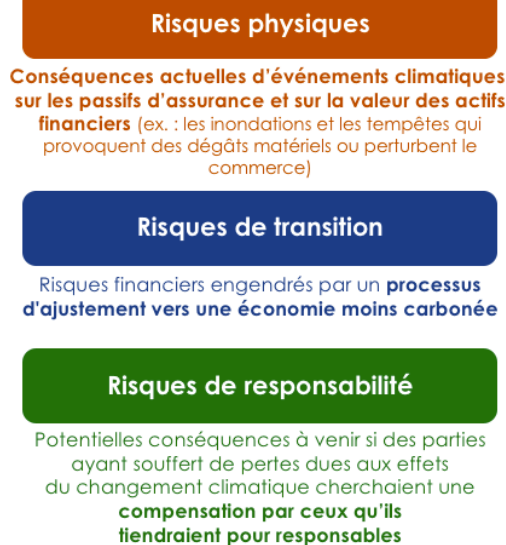 Risques physiques
Conséquences actuelles d'événements climatiques
sur les passifs d'assurance et sur la valeur des actifs
financiers (ex. : les inondations et les tempêtes qui
provoquent des dégâts matériels ou perturbent le
commerce)
Risques de transition
Risques financiers engendrés par un processus
d'ajustement vers une économie moins carbonée
Risques de responsabilité
Potentielles conséquences à venir si des parties
ayant souffert de pertes dues aux effets
du changement climatique cherchaient une
compensation par ceux qu'ils
tiendraient pour responsables